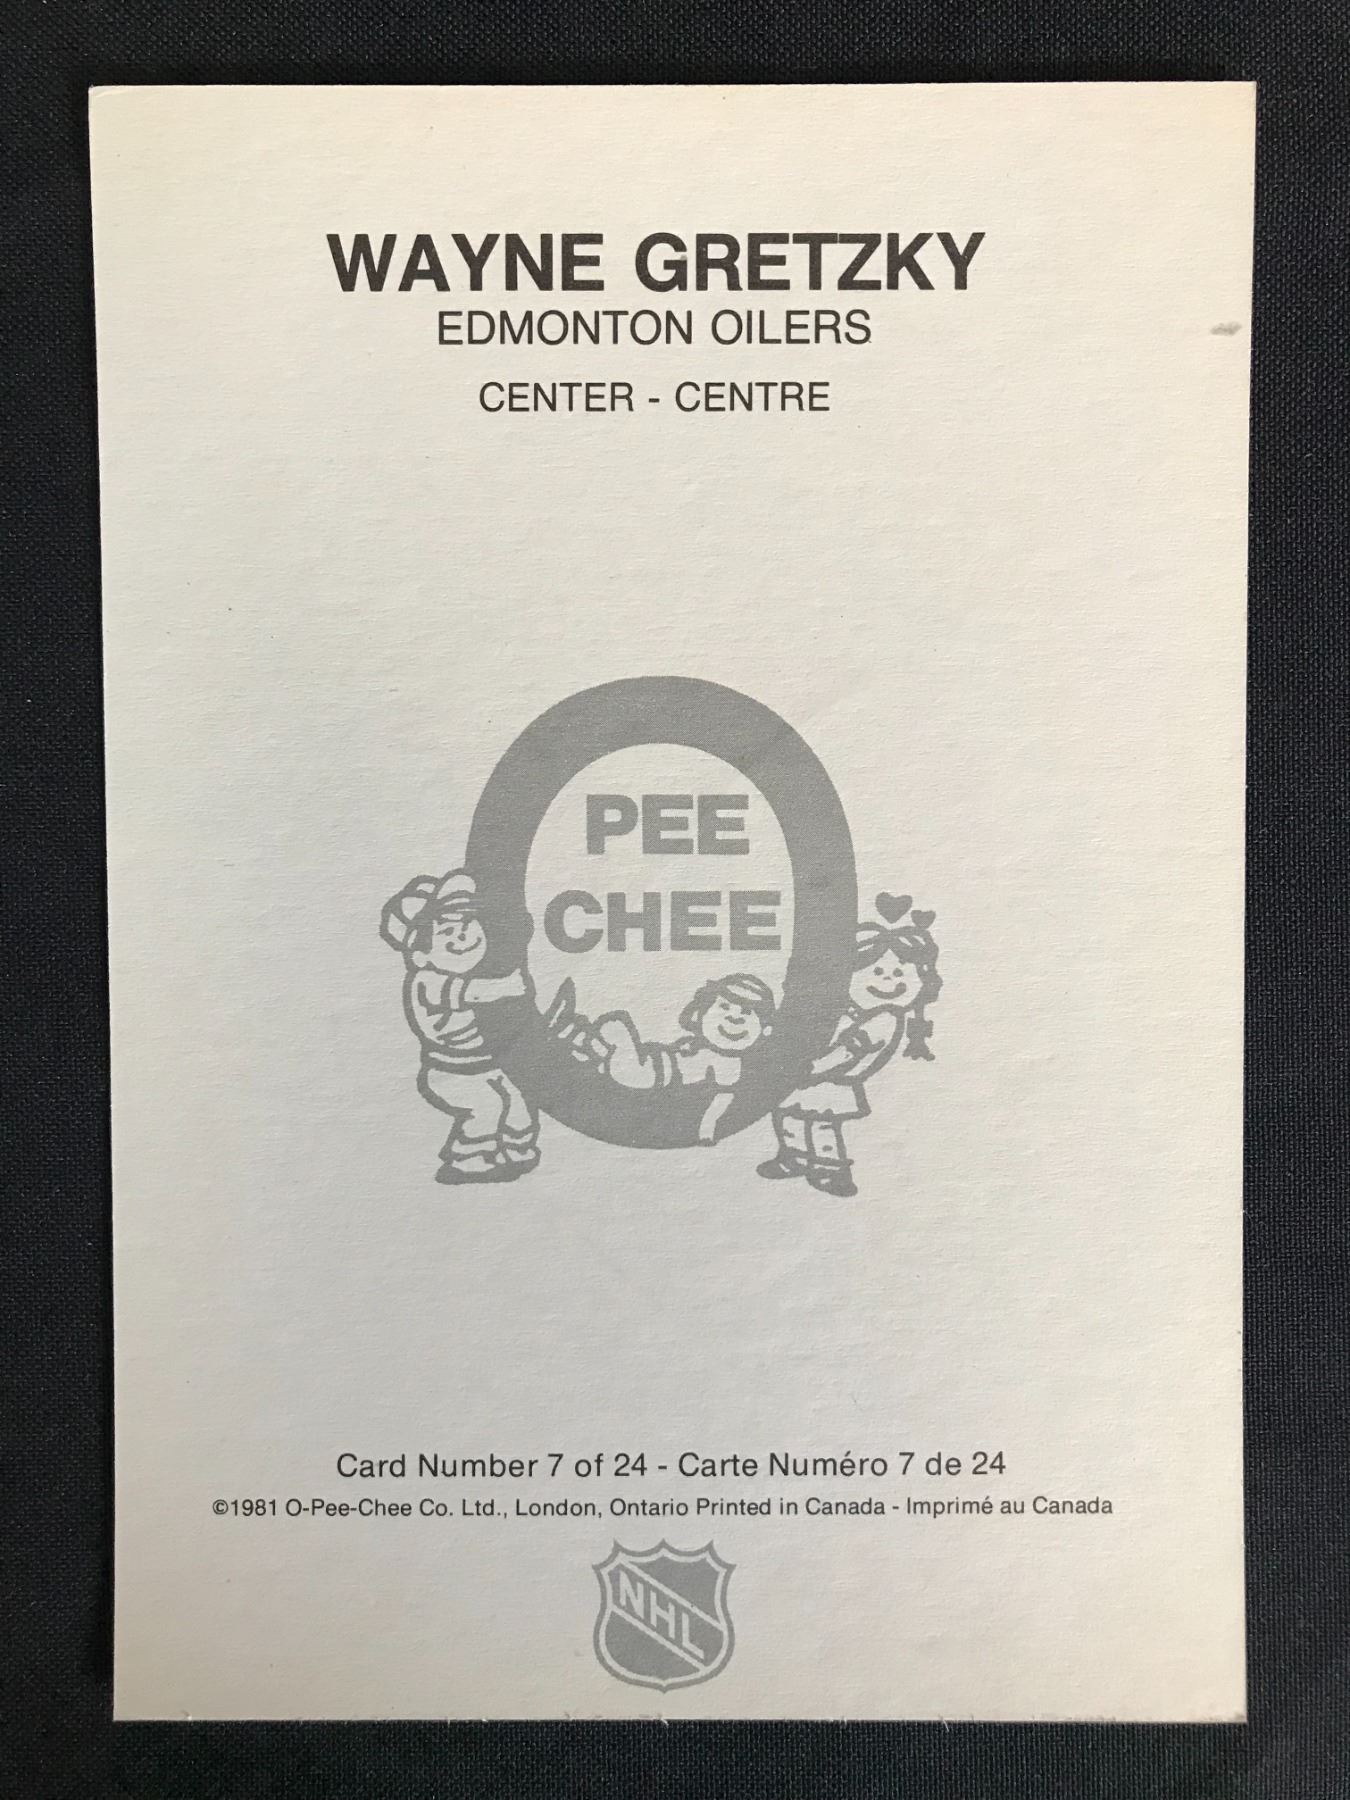 WAYNE GRETZKY
EDMONTON OILERS
CENTER - CENTRE
PEE
CHEE
Card Number 7 of 24 - Carte Numéro 7 de 24
©1981 O-Pee-Chee Co. Ltd., London, Ontario Printed in Canada - Imprimé au Canada
NHL